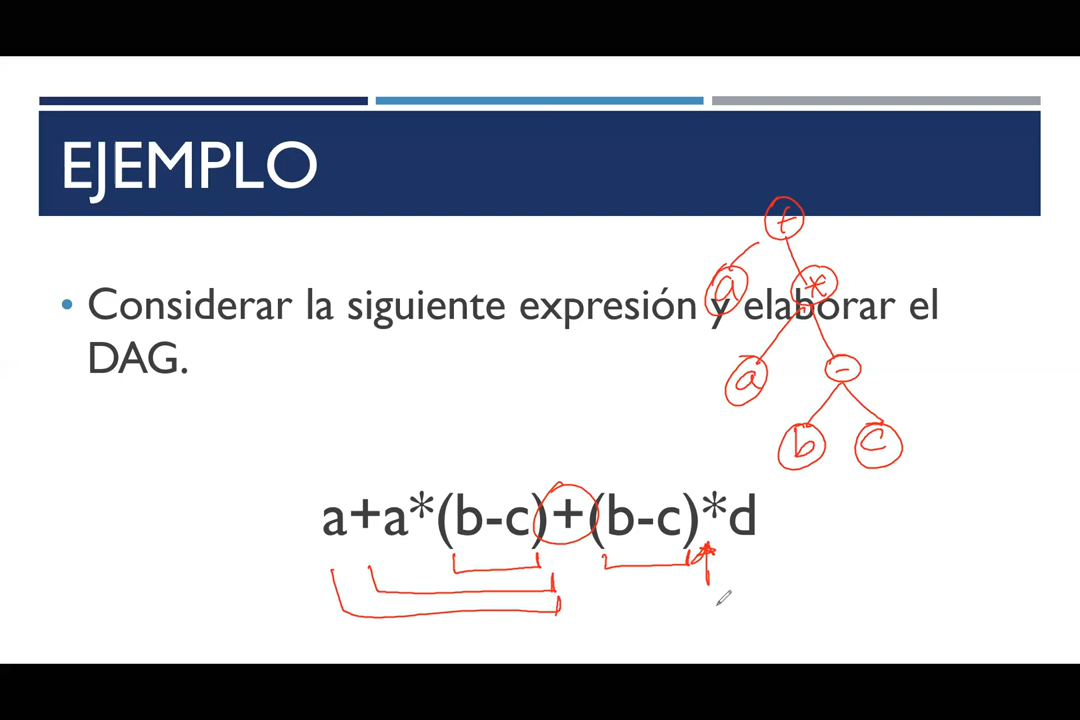 EJEMPLO
• Considerar la siguiente expresión y elaborar el
DAG.
a+a*(b-c)+(b-c)*d
+
a *
a -
b c